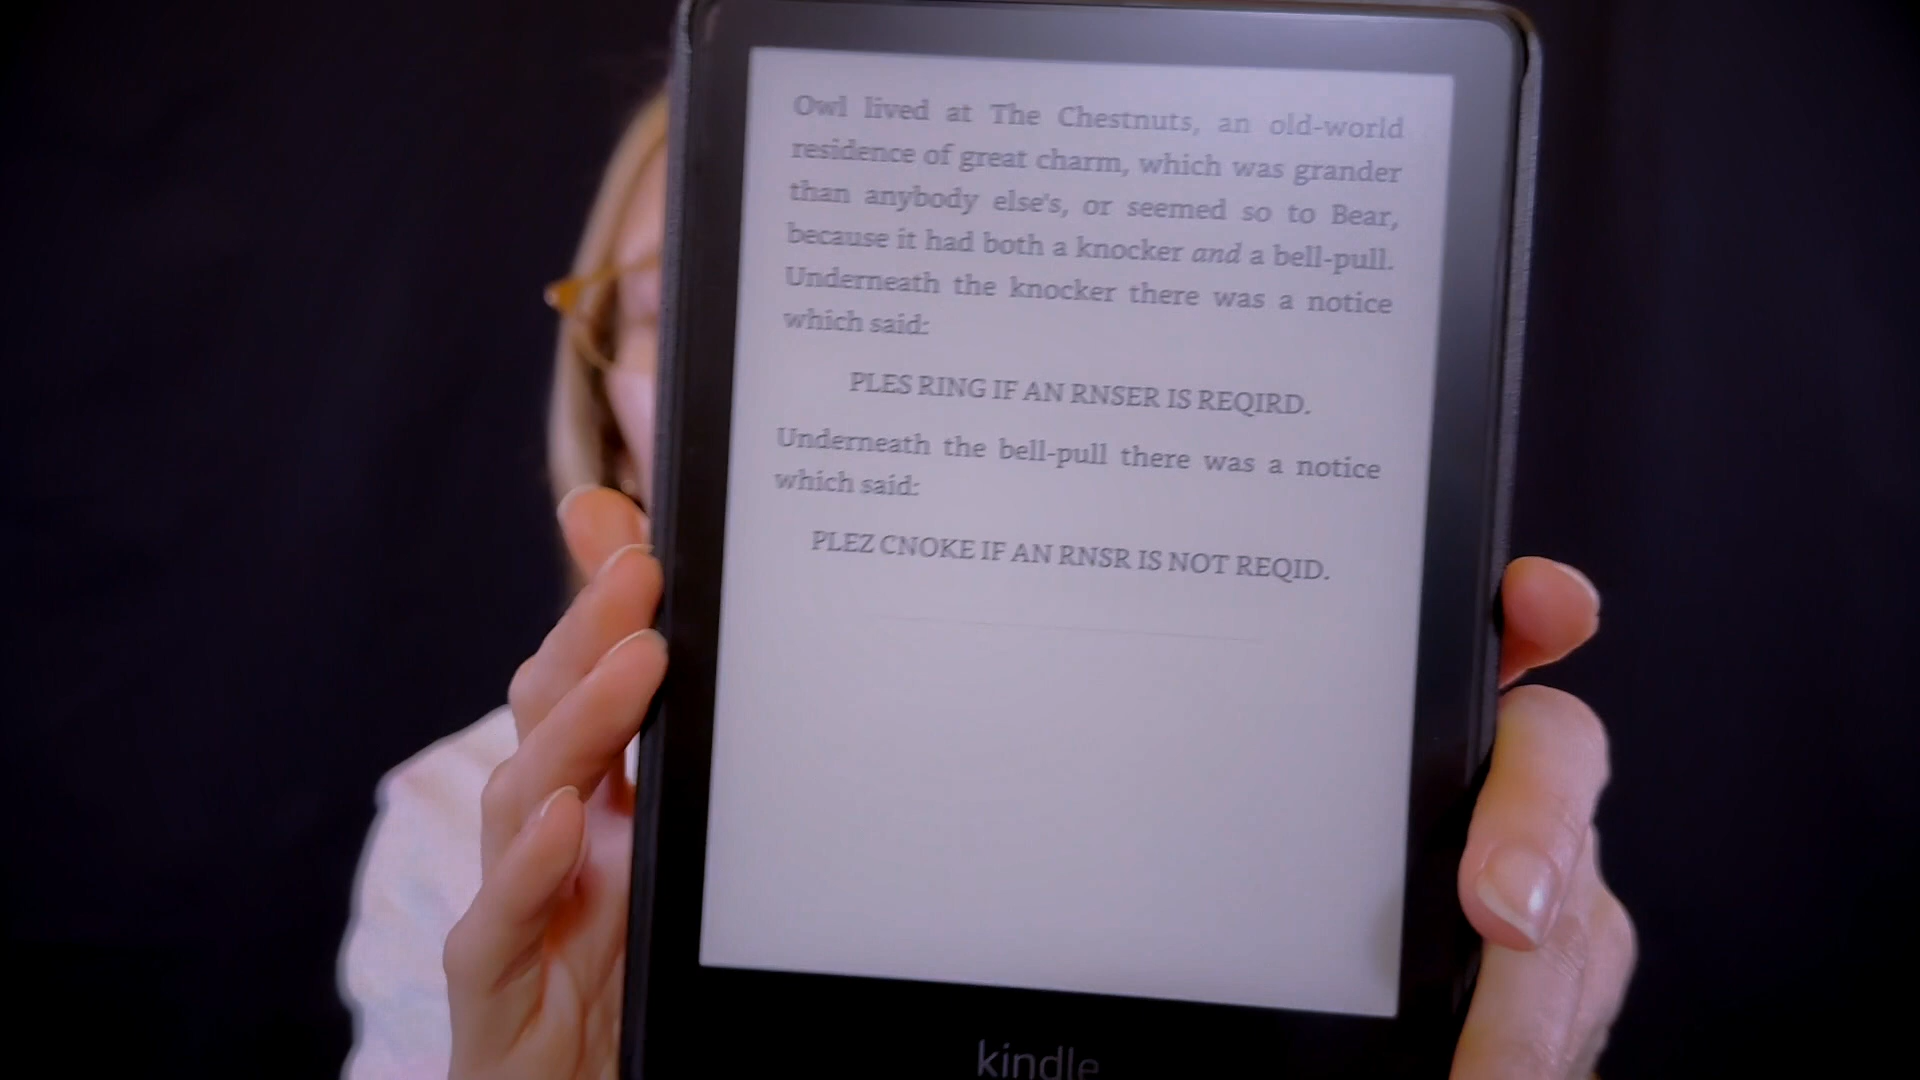 Owl lived at The Chestnuts, an old-world
residence of great charm, which was grander
than anybody else's, or seemed so to Bear,
because it had both a knocker and a bell-pull.
Underneath the knocker there was a notice
which said:
PLES RING IF AN RNSER IS REQIRD.
Underneath the bell-pull there was a notice
which said:
PLEZ CNOKE IF AN RNSR IS NOT REQID.
kindle